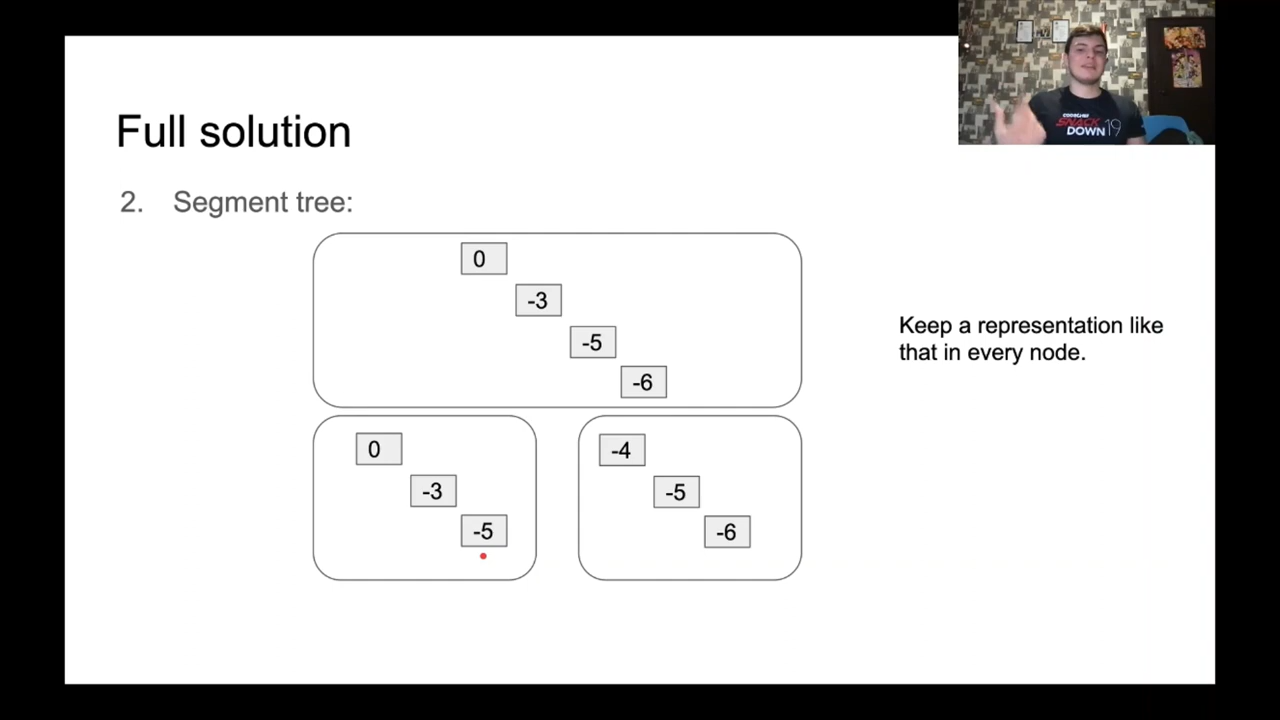 Full solution
2. Segment tree:
0
-3
-5
-6
Keep a representation like
that in every node.
0
-3
-5
-4
-5
-6
CODECHEF
SNACK
DOWN 19